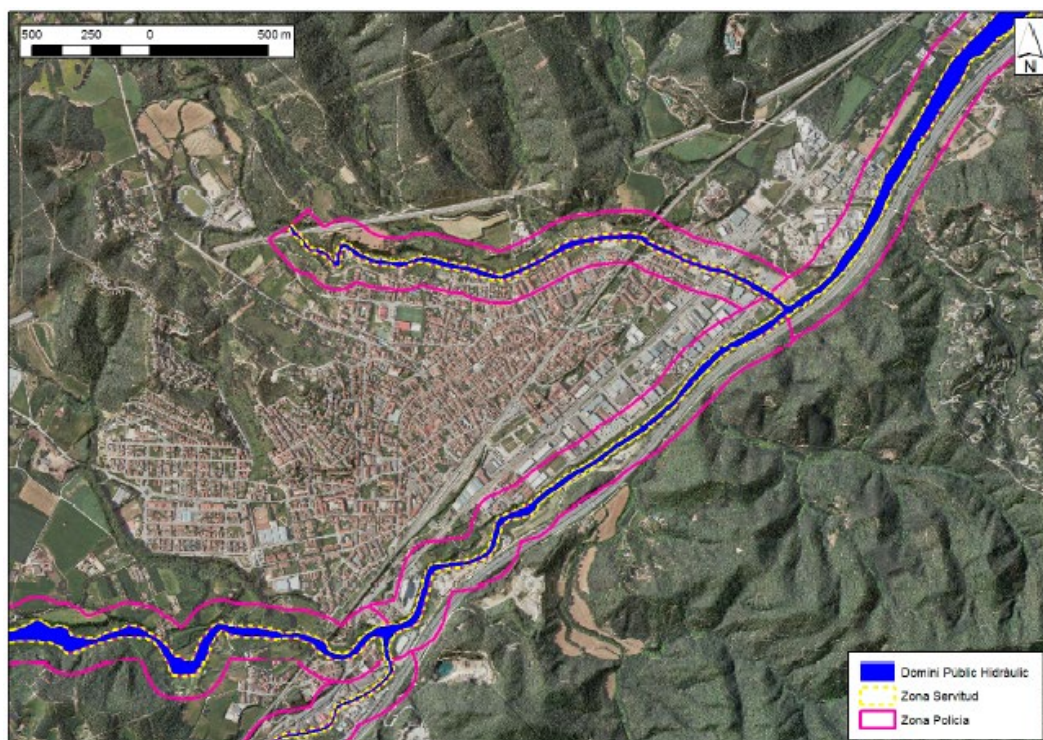 500 250 0 500 m
N
Domini Públic Hidràulic
Zona Servitud
Zona Policia